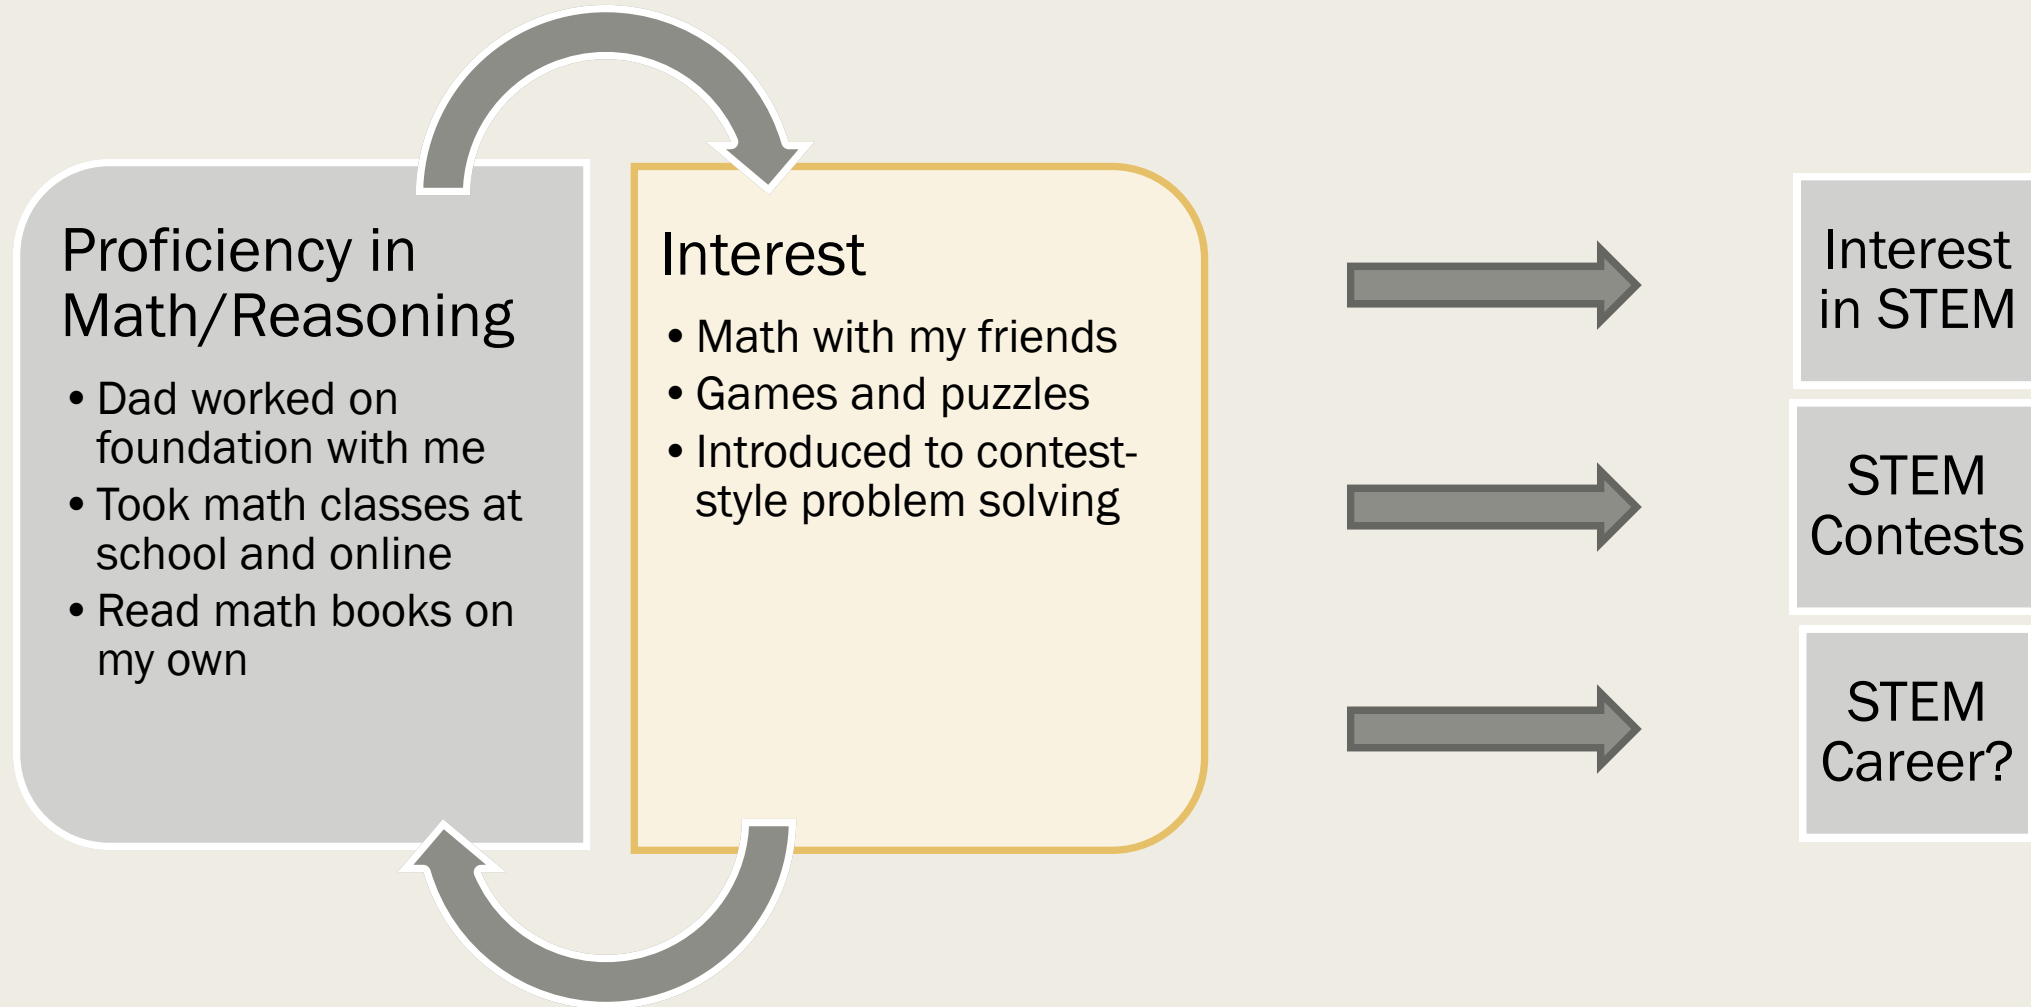 Proficiency in
Math/Reasoning
• Dad worked on
foundation with me
• Took math classes at
school and online
• Read math books on
my own
Interest
• Math with my friends
• Games and puzzles
• Introduced to contest-
style problem solving
Interest
in STEM
STEM
Contests
STEM
Career?